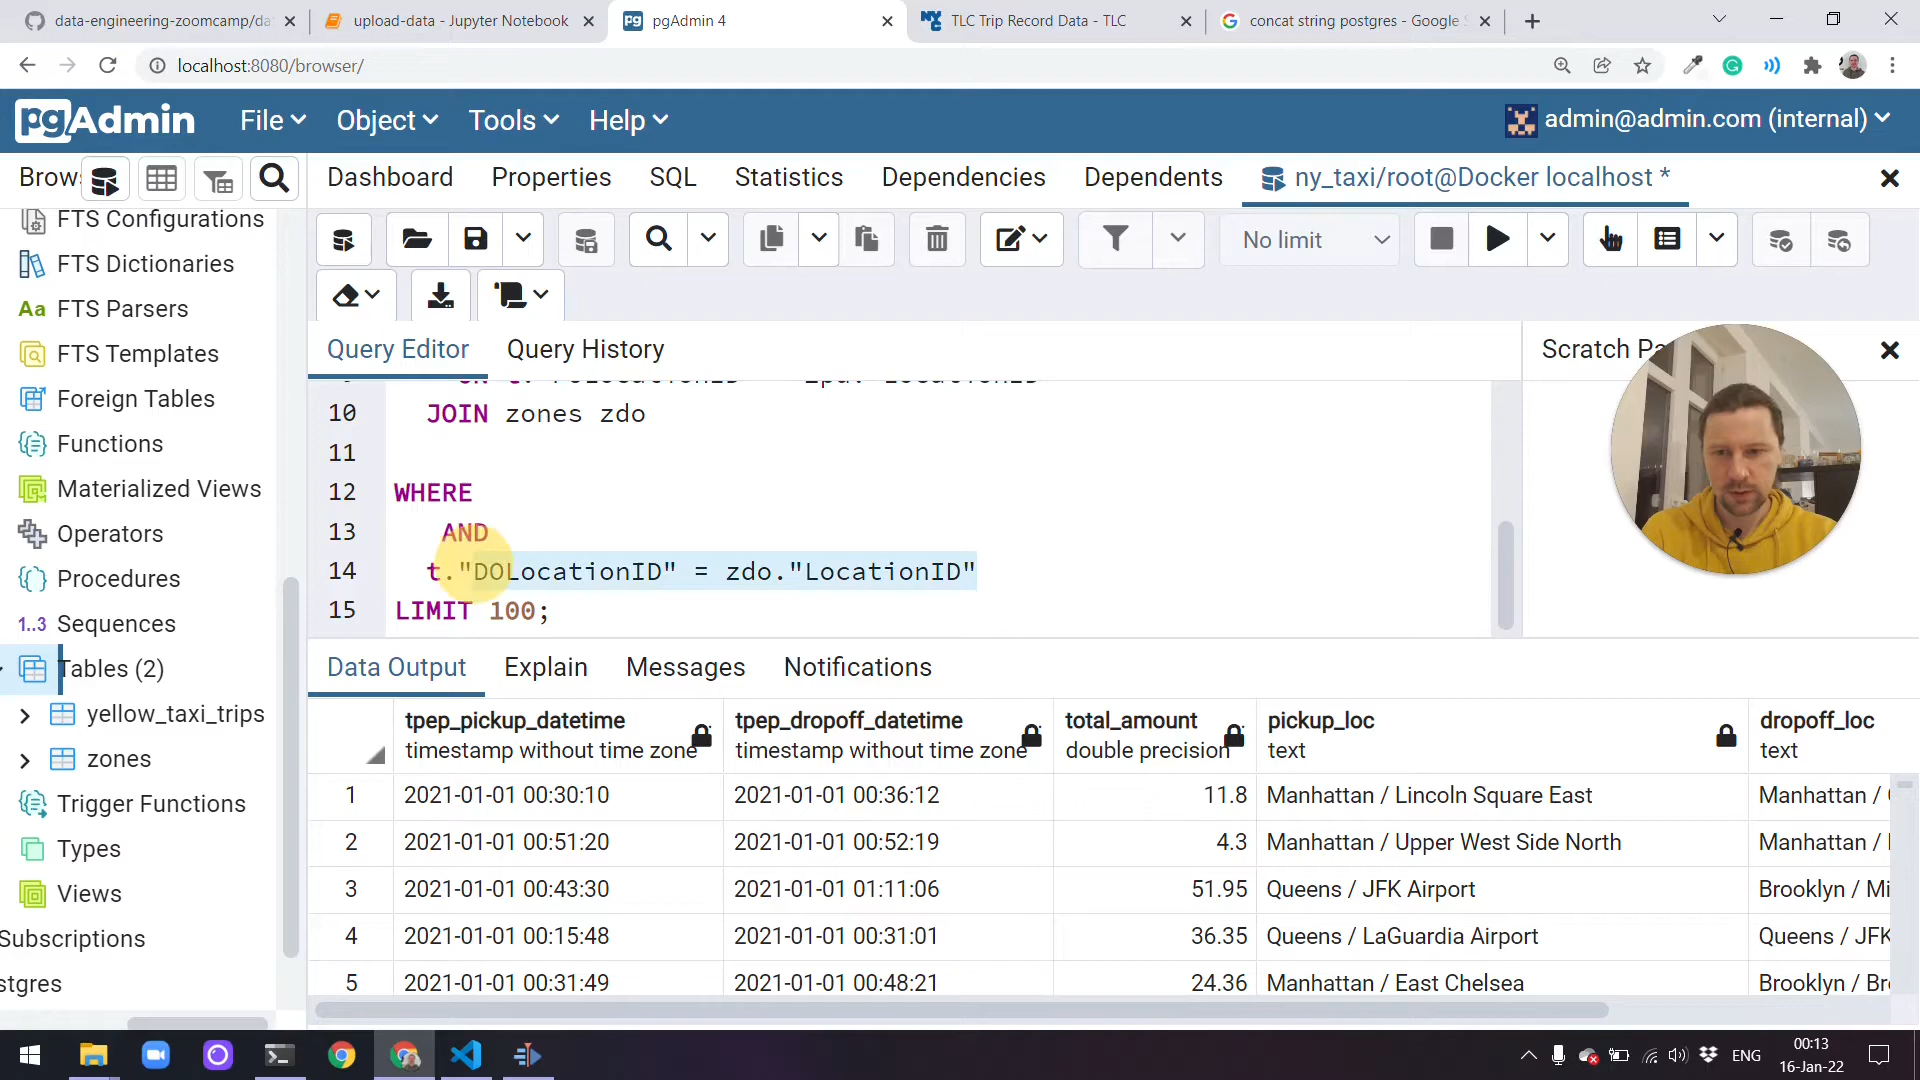 data-engineering-zoomcamp/da
upload-data - Jupyter Notebook
pgAdmin 4
TLC Trip Record Data - TLC
concat string postgres - Google
localhost:8080/browser/
pgAdmin
File
Object
Tools
Help
admin@admin.com (internal)
Brow
Dashboard
Properties
SQL
Statistics
Dependencies
Dependents
ny_taxi/root@Docker localhost *
No limit
FTS Configurations
FTS Dictionaries
Aa FTS Parsers
FTS Templates
Foreign Tables
Functions
Materialized Views
Operators
Procedures
1..3 Sequences
Tables (2)
yellow_taxi_trips
zones
Trigger Functions
Types
Views
Subscriptions
stgres
Query Editor
Query History
Scratch Pa
10 JOIN zones zdo
11
12 WHERE
13 AND
14 t."DOLocationID" = zdo."LocationID"
15 LIMIT 100;
Data Output
Explain
Messages
Notifications
tpep_pickup_datetime tpep_dropoff_datetime total_amount pickup_loc dropoff_loc
timestamp without time zone timestamp without time zone double precision text text
1 2021-01-01 00:30:10 2021-01-01 00:36:12 11.8 Manhattan / Lincoln Square East Manhattan /
2 2021-01-01 00:51:20 2021-01-01 00:52:19 4.3 Manhattan / Upper West Side North Manhattan /
3 2021-01-01 00:43:30 2021-01-01 01:11:06 51.95 Queens / JFK Airport Brooklyn / Mi
4 2021-01-01 00:15:48 2021-01-01 00:31:01 36.35 Queens / LaGuardia Airport Queens / JFK
5 2021-01-01 00:31:49 2021-01-01 00:48:21 24.36 Manhattan / East Chelsea Brooklyn / Br
ENG
00:13
16-Jan-22